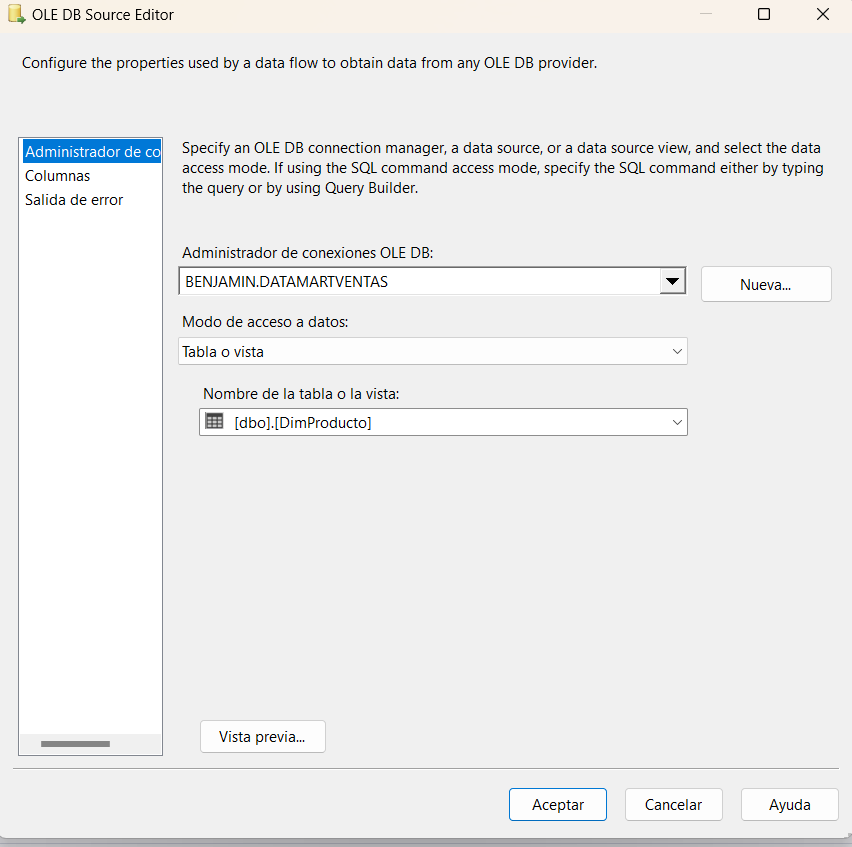 OLE DB Source Editor
Configure the properties used by a data flow to obtain data from any OLE DB provider.
Administrador de co
Columnas
Salida de error
Specify an OLE DB connection manager, a data source, or a data source view, and select the data
access mode. If using the SQL command access mode, specify the SQL command either by typing
the query or by using Query Builder.
Administrador de conexiones OLE DB:
BENJAMIN.DATAMARTVENTAS
Nueva...
Modo de acceso a datos:
Tabla o vista
Nombre de la tabla o la vista:
[dbo].[DimProducto]
Vista previa...
Aceptar
Cancelar
Ayuda